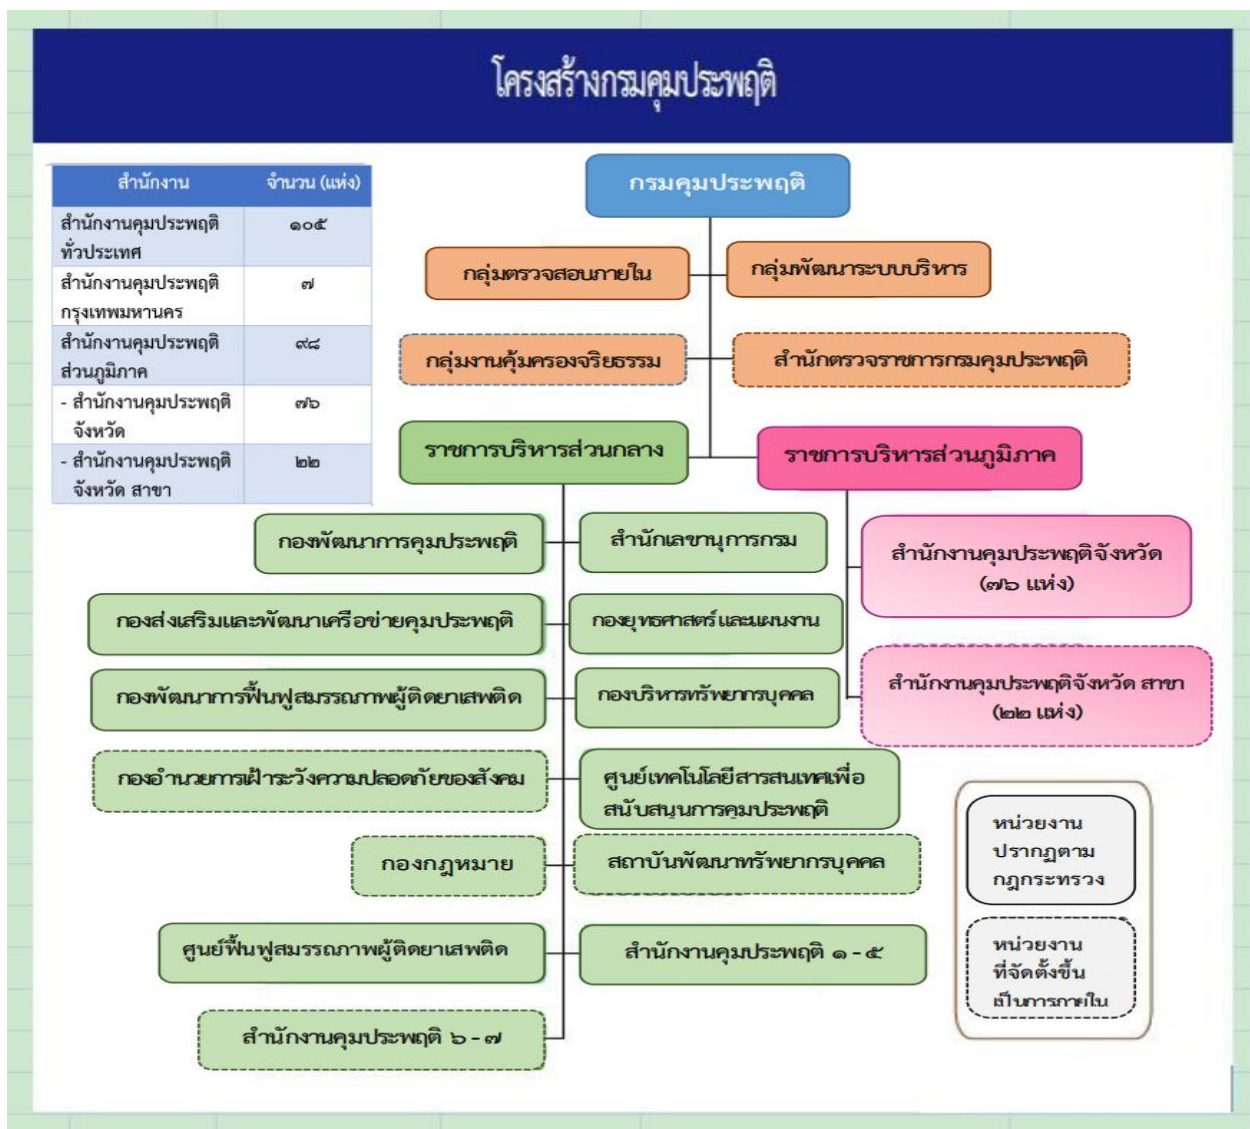 โครงสร้างกรมคุมประพฤติ
สำนักงาน จำนวน (แห่ง)
สำนักงานคุมประพฤติ ๑๐๕
ทั่วประเทศ
สำนักงานคุมประพฤติ ๗
กรุงเทพมหานคร
สำนักงานคุมประพฤติ ๙๘
ส่วนภูมิภาค
- สำนักงานคุมประพฤติ ๗๖
จังหวัด
- สำนักงานคุมประพฤติ ๒๒
จังหวัด สาขา
กรมคุมประพฤติ
กลุ่มตรวจสอบภายใน
กลุ่มพัฒนาระบบบริหาร
กลุ่มงานคุ้มครองจริยธรรม
สำนักตรวจราชการกรมคุมประพฤติ
ราชการบริหารส่วนกลาง
ราชการบริหารส่วนภูมิภาค
กองพัฒนาการคุมประพฤติ
สำนักเลขานุการกรม
กองส่งเสริมและพัฒนาเครือข่ายคุมประพฤติ
กองยุทธศาสตร์และแผนงาน
กองพัฒนาการฟื้นฟูสมรรถภาพผู้ติดยาเสพติด
กองบริหารทรัพยากรบุคคล
กองอำนวยการเฝ้าระวังความปลอดภัยของสังคม
ศูนย์เทคโนโลยีสารสนเทศเพื่อ
สนับสนุนการคุมประพฤติ
กองกฎหมาย
สถาบันพัฒนาทรัพยากรบุคคล
ศูนย์ฟื้นฟูสมรรถภาพผู้ติดยาเสพติด
สำนักงานคุมประพฤติ ๑ - ๕
สำนักงานคุมประพฤติ ๖ - ๗
สำนักงานคุมประพฤติจังหวัด
(๗๖ แห่ง)
สำนักงานคุมประพฤติจังหวัด สาขา
(๒๒ แห่ง)
หน่วยงาน
ปรากฏตาม
กฎกระทรวง
หน่วยงาน
ที่จัดตั้งขึ้น
เป็นการภายใน